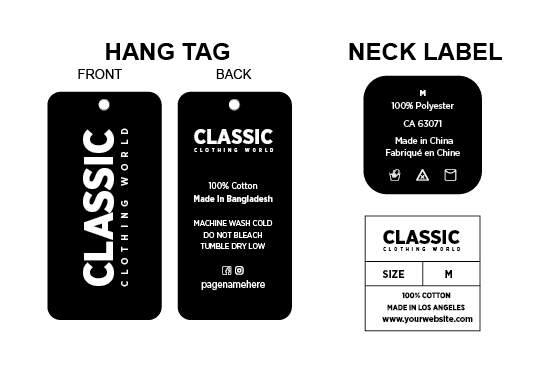 HANG TAG
FRONT
BACK
CLASSIC
CLOTHING WORLD
CLASSIC
CLOTHING WORLD
100% Cotton
Made In Bangladesh
MACHINE WASH COLD
DO NOT BLEACH
TUMBLE DRY LOW
pagenamehere
NECK LABEL
M
100% Polyester
CA 63071
Made in China
Fabriqué en Chine
CLASSIC
CLOTHING WORLD
SIZE M
100% COTTON
MADE IN LOS ANGELES
www.yourwebsite.com